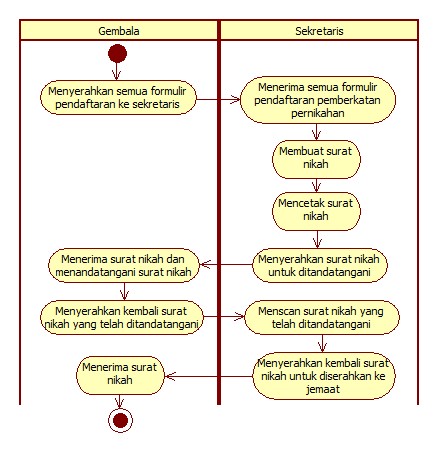 Gembala
Sekretaris
Menyerahkan semua formulir
pendaftaran ke sekretaris
Menerima semua formulir
pendaftaran pemberkatan
pernikahan
Membuat surat
nikah
Mencetak surat
nikah
Menyerahkan surat nikah
untuk ditandatangani
Menerima surat nikah dan
menandatangani surat nikah
Menyerahkan kembali surat
nikah yang telah ditandatangani
Menscan surat nikah yang
telah ditandatangani
Menyerahkan kembali surat
nikah untuk diserahkan ke
jemaat
Menerima surat
nikah